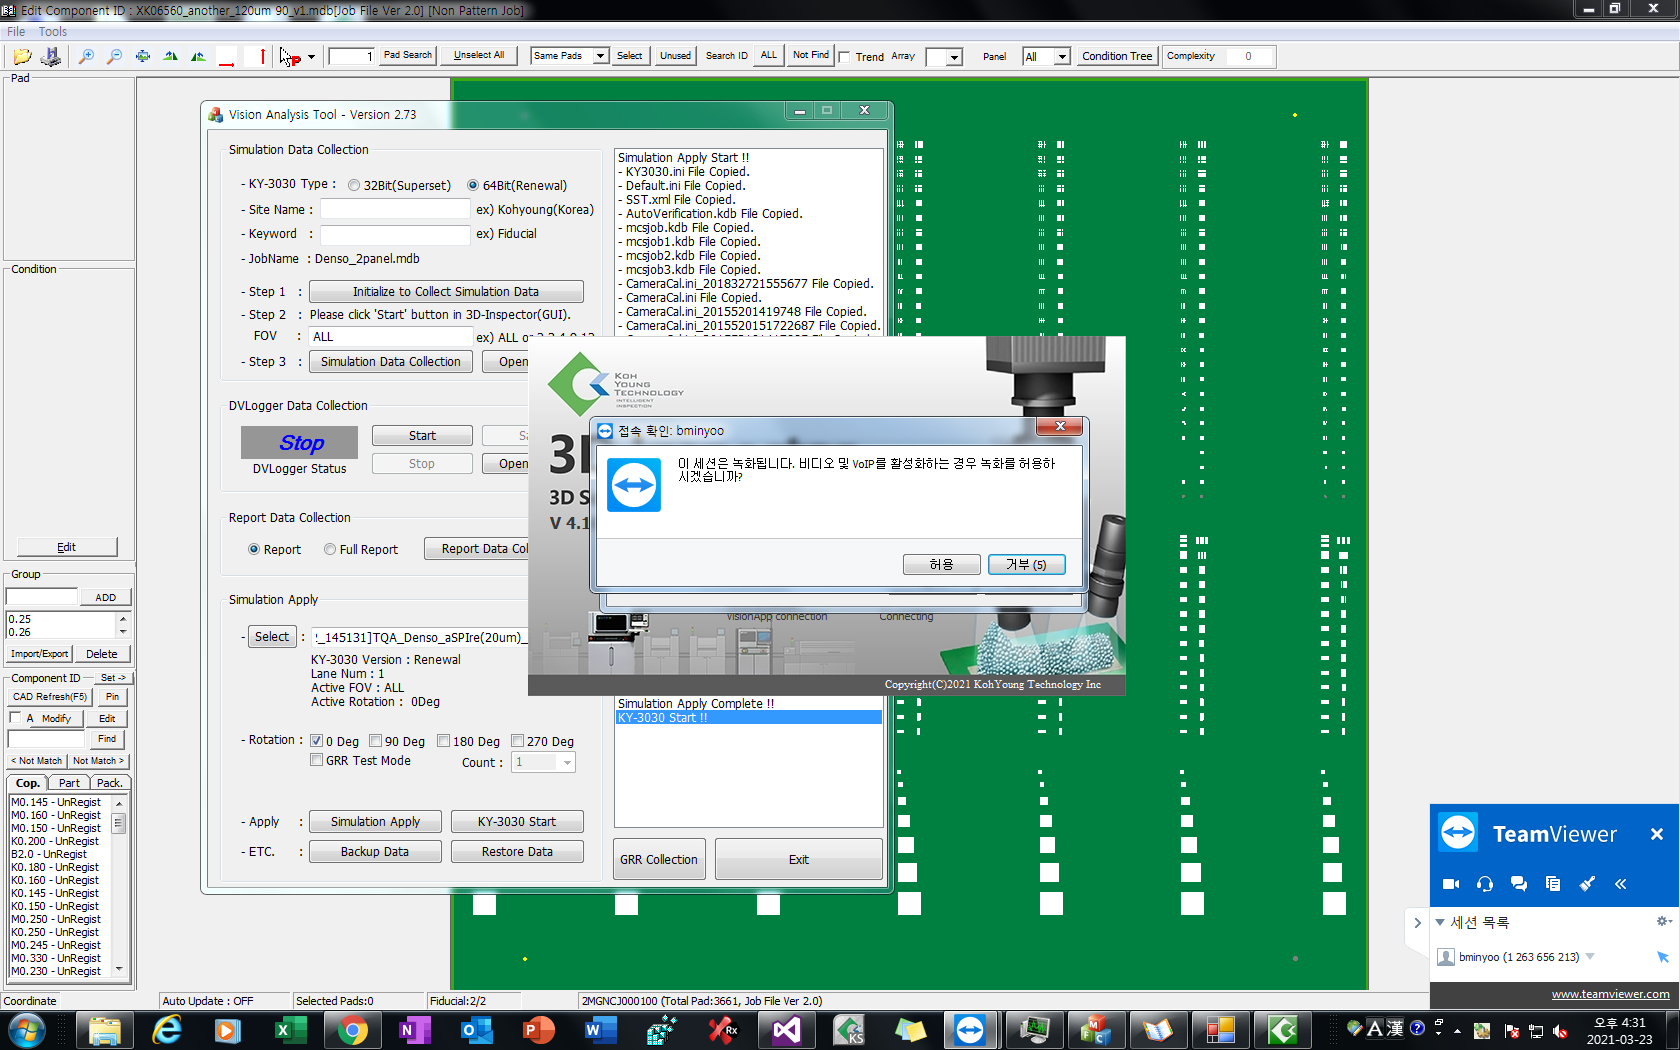 Edit Component ID : XK06560_another_120um 90_v1.mdb[Job File Ver 2.0] [Non Pattern Job]
File Tools
1 Pad Search Unselect All Same Pads Select Unused Search ID ALL Not Find Trend Array Panel All Condition Tree Complexity 0
Pad
Condition
Edit
Group
ADD
0.25
0.26
Import/Export Delete
Component ID Set ->
CAD Refresh(F5) Pin
A Modify Edit
Find
< Not Match Not Match >
Cop. Part Pack.
M0.145 - UnRegist
M0.160 - UnRegist
M0.150 - UnRegist
K0.200 - UnRegist
B2.0 - UnRegist
K0.180 - UnRegist
K0.160 - UnRegist
K0.145 - UnRegist
K0.150 - UnRegist
M0.250 - UnRegist
K0.250 - UnRegist
M0.245 - UnRegist
M0.330 - UnRegist
M0.230 - UnRegist
Vision Analysis Tool - Version 2.73
Simulation Data Collection
- KY-3030 Type : 32Bit(Superset) 64Bit(Renewal)
- Site Name : ex) Kohyoung(Korea)
- Keyword : ex) Fiducial
- JobName : Denso_2panel.mdb
- Step 1 : Initialize to Collect Simulation Data
- Step 2 : Please click 'Start' button in 3D-Inspector(GUI).
FOV : ALL ex) ALL
- Step 3 : Simulation Data Collection Open
DVLogger Data Collection
Stop Start
DVLogger Status Stop Open
Report Data Collection
Report Full Report Report Data Col
Simulation Apply
- Select : _145131]TQA_Denso_aSPIre(20um)_
KY-3030 Version : Renewal
Lane Num : 1
Active FOV : ALL
Active Rotation : 0Deg
- Rotation : 0 Deg 90 Deg 180 Deg 270 Deg
GRR Test Mode Count : 1
- Apply : Simulation Apply KY-3030 Start
- ETC. : Backup Data Restore Data
Simulation Apply Start !!
- KY3030.ini File Copied.
- Default.ini File Copied.
- SST.xml File Copied.
- AutoVerification.kdb File Copied.
- mcsjob.kdb File Copied.
- mcsjob1.kdb File Copied.
- mcsjob2.kdb File Copied.
- mcsjob3.kdb File Copied.
- CameraCal.ini_201832721555677 File Copied.
- CameraCal.ini File Copied.
- CameraCal.ini_20155201419748 File Copied.
- CameraCal.ini_2015520151722687 File Copied.
Simulation Apply Complete !!
KY-3030 Start !!
GRR Collection Exit
KOH
YOUNG
TECHNOLOGY
INTELLIGENT
INSPECTION
3D
3D S
V 4.1
VisionApp connection Connecting
Copyright(C)2021 KohYoung Technology Inc
접속 확인: bminyoo
이 세션은 녹화됩니다. 비디오 및 VoIP를 활성화하는 경우 녹화를 허용하
시겠습니까?
허용 거부 (5)
TeamViewer
세션 목록
bminyoo (1 263 656 213)
www.teamviewer.com
Coordinate Auto Update : OFF Selected Pads:0 Fiducial:2/2 2MGNCJ000100 (Total Pad:3661, Job File Ver 2.0)
A 漢
오후 4:31
2021-03-23